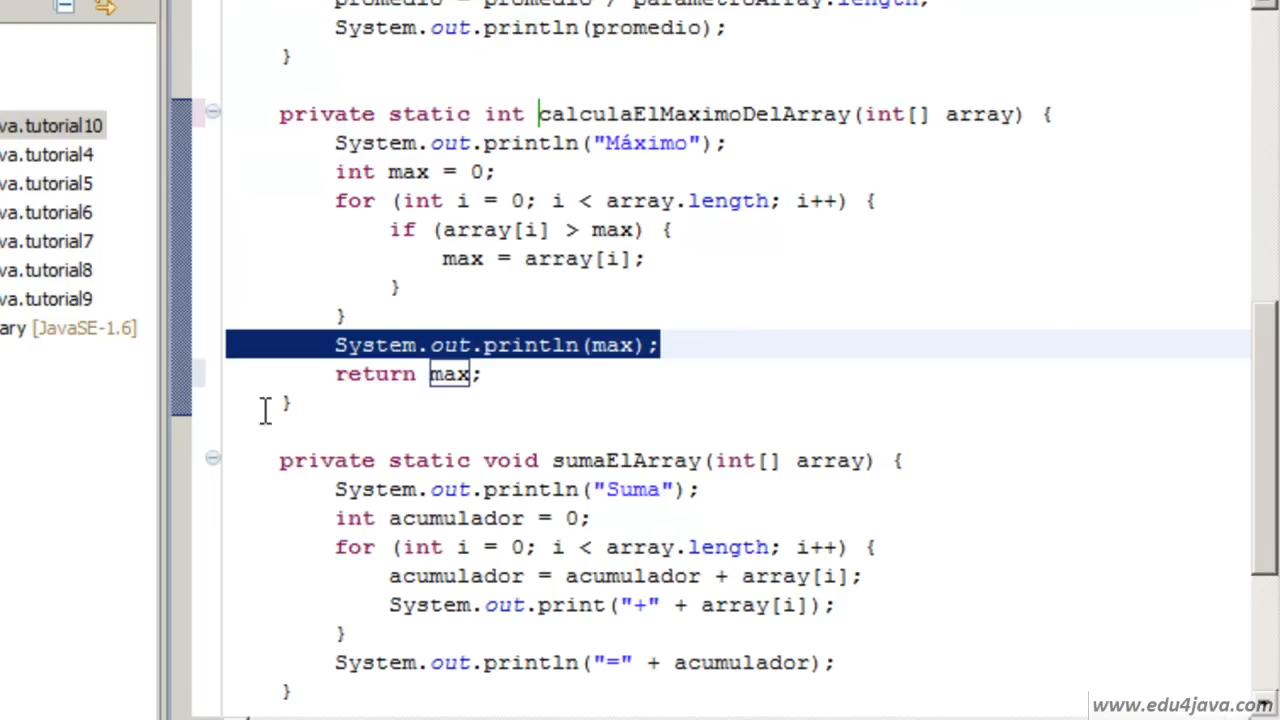 promedio = promedio / parametroArray.length;
System.out.println(promedio);
}
private static int calculaElMaximoDelArray(int[] array) {
System.out.println("Máximo");
int max = 0;
for (int i = 0; i < array.length; i++) {
if (array[i] > max) {
max = array[i];
}
}
System.out.println(max);
return max;
}
private static void sumaElArray(int[] array) {
System.out.println("Suma");
int acumulador = 0;
for (int i = 0; i < array.length; i++) {
acumulador = acumulador + array[i];
System.out.print("+" + array[i]);
}
System.out.println("=" + acumulador);
}
va.tutorial10
va.tutorial4
va.tutorial5
va.tutorial6
va.tutorial7
va.tutorial8
va.tutorial9
ary [JavaSE-1.6]
www.edu4java.com